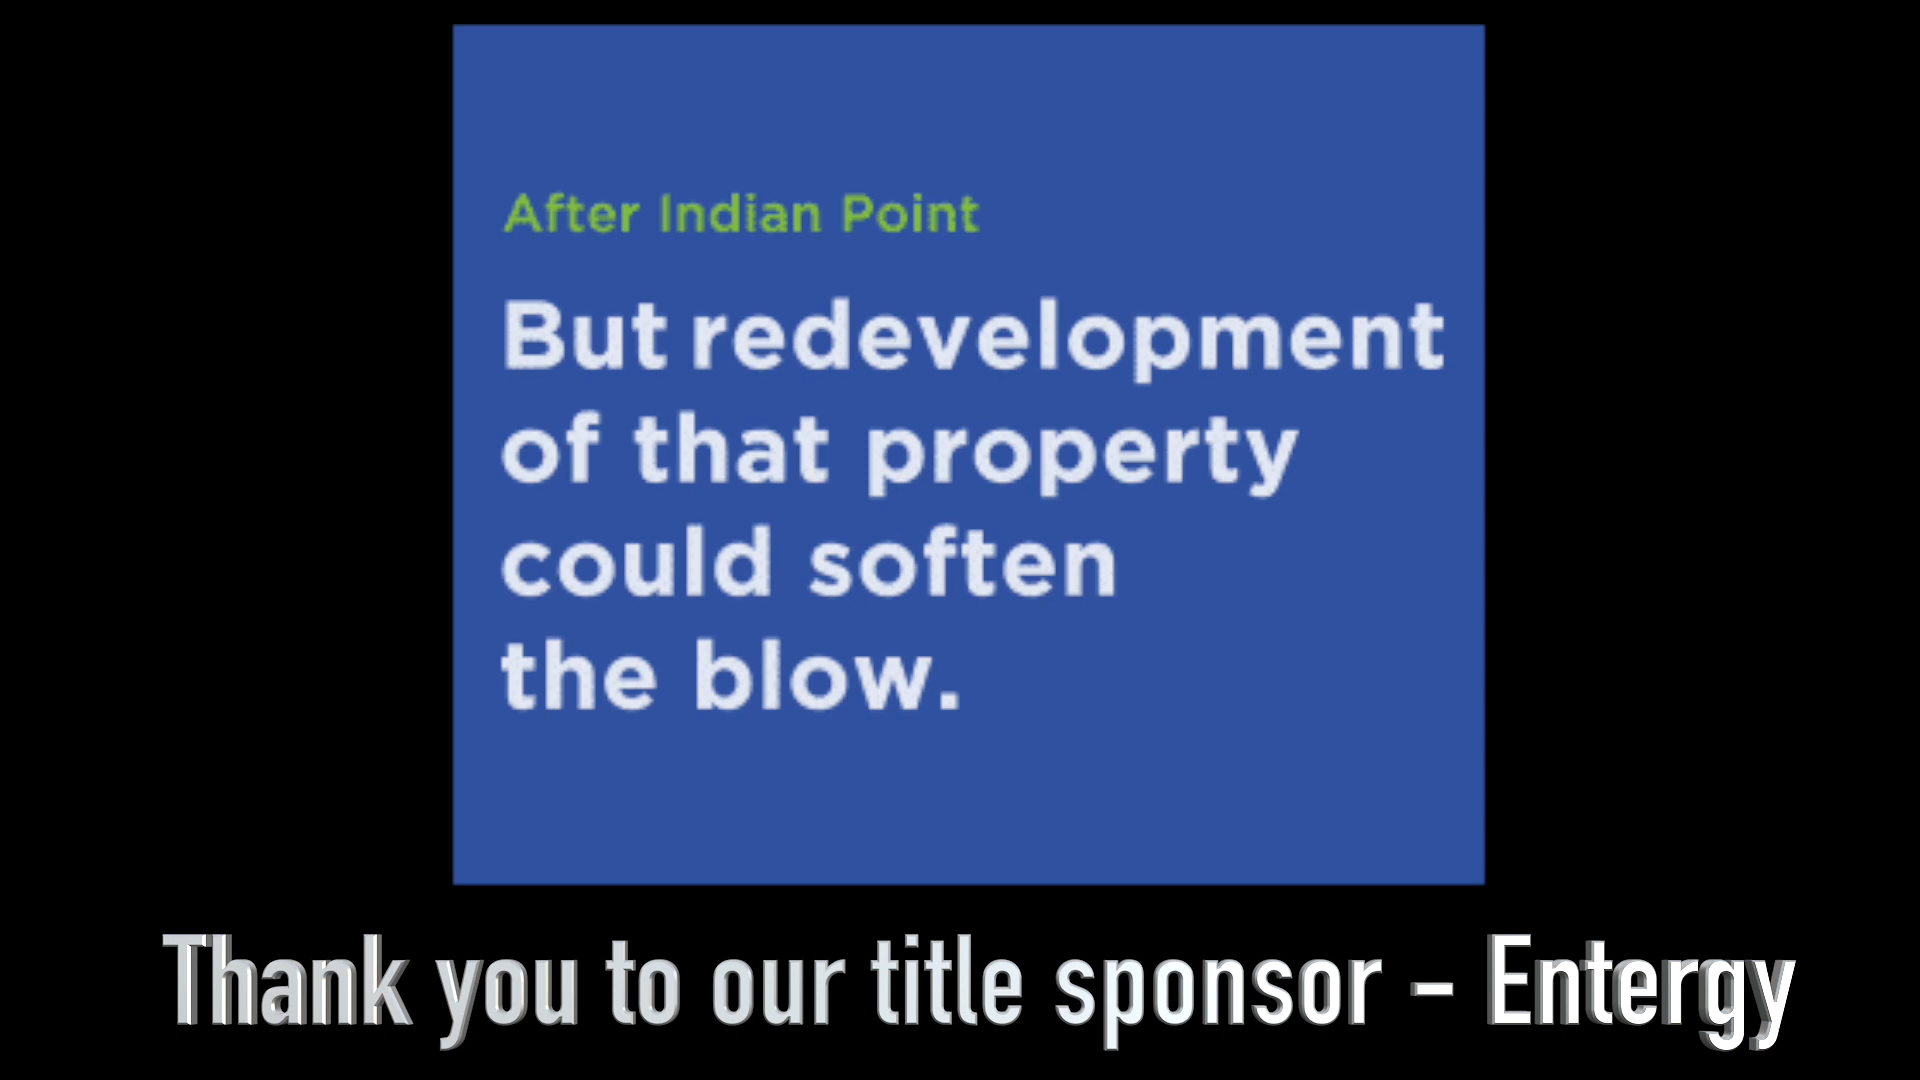 After Indian Point
But redevelopment
of that property
could soften
the blow.
Thank you to our title sponsor - Entergy